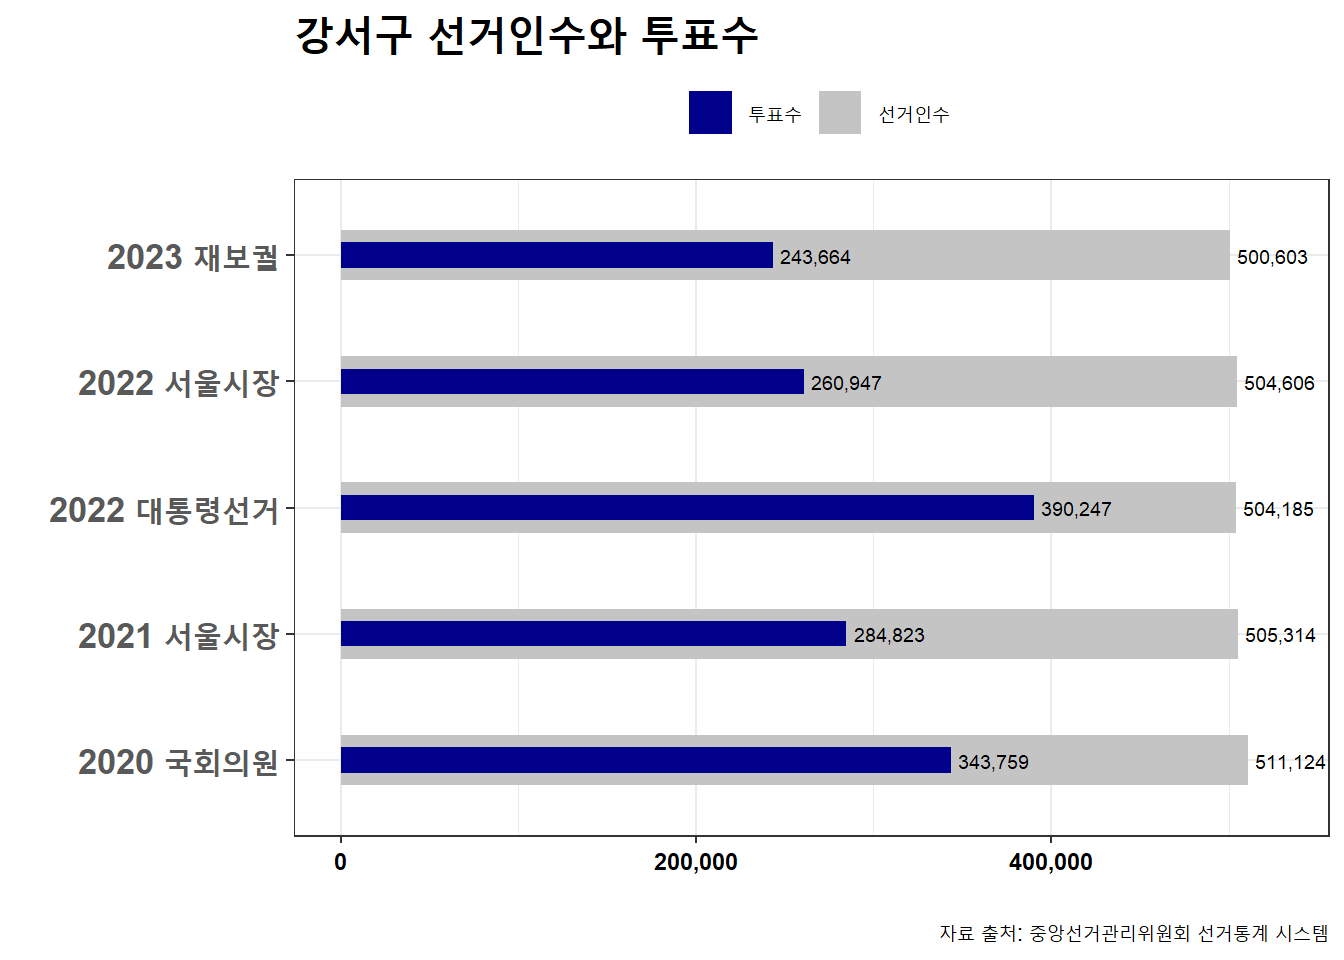 강서구 선거인수와 투표수
투표수 선거인수
2023 재보궐 243,664 500,603
2022 서울시장 260,947 504,606
2022 대통령선거 390,247 504,185
2021 서울시장 284,823 505,314
2020 국회의원 343,759 511,124
0 200,000 400,000
자료 출처: 중앙선거관리위원회 선거통계 시스템